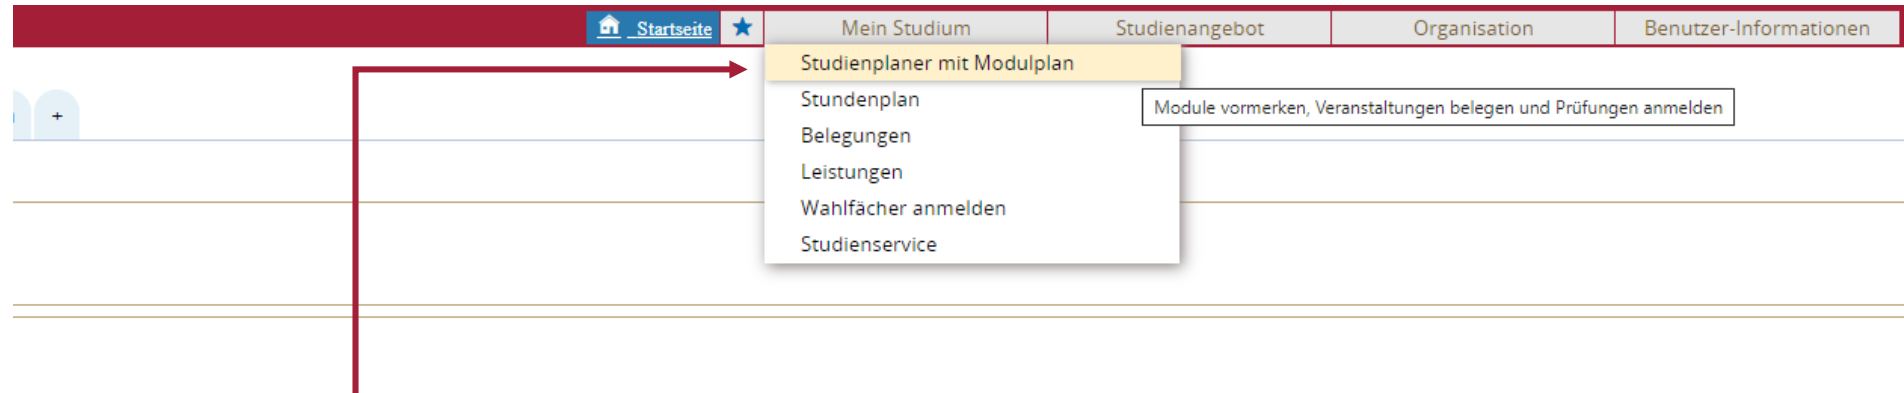 Startseite Mein Studium Studienangebot Organisation Benutzer-Informationen
Studienplaner mit Modulplan
Stundenplan
Module vormerken, Veranstaltungen belegen und Prüfungen anmelden
+
Belegungen
Leistungen
Wahlfächer anmelden
Studienservice